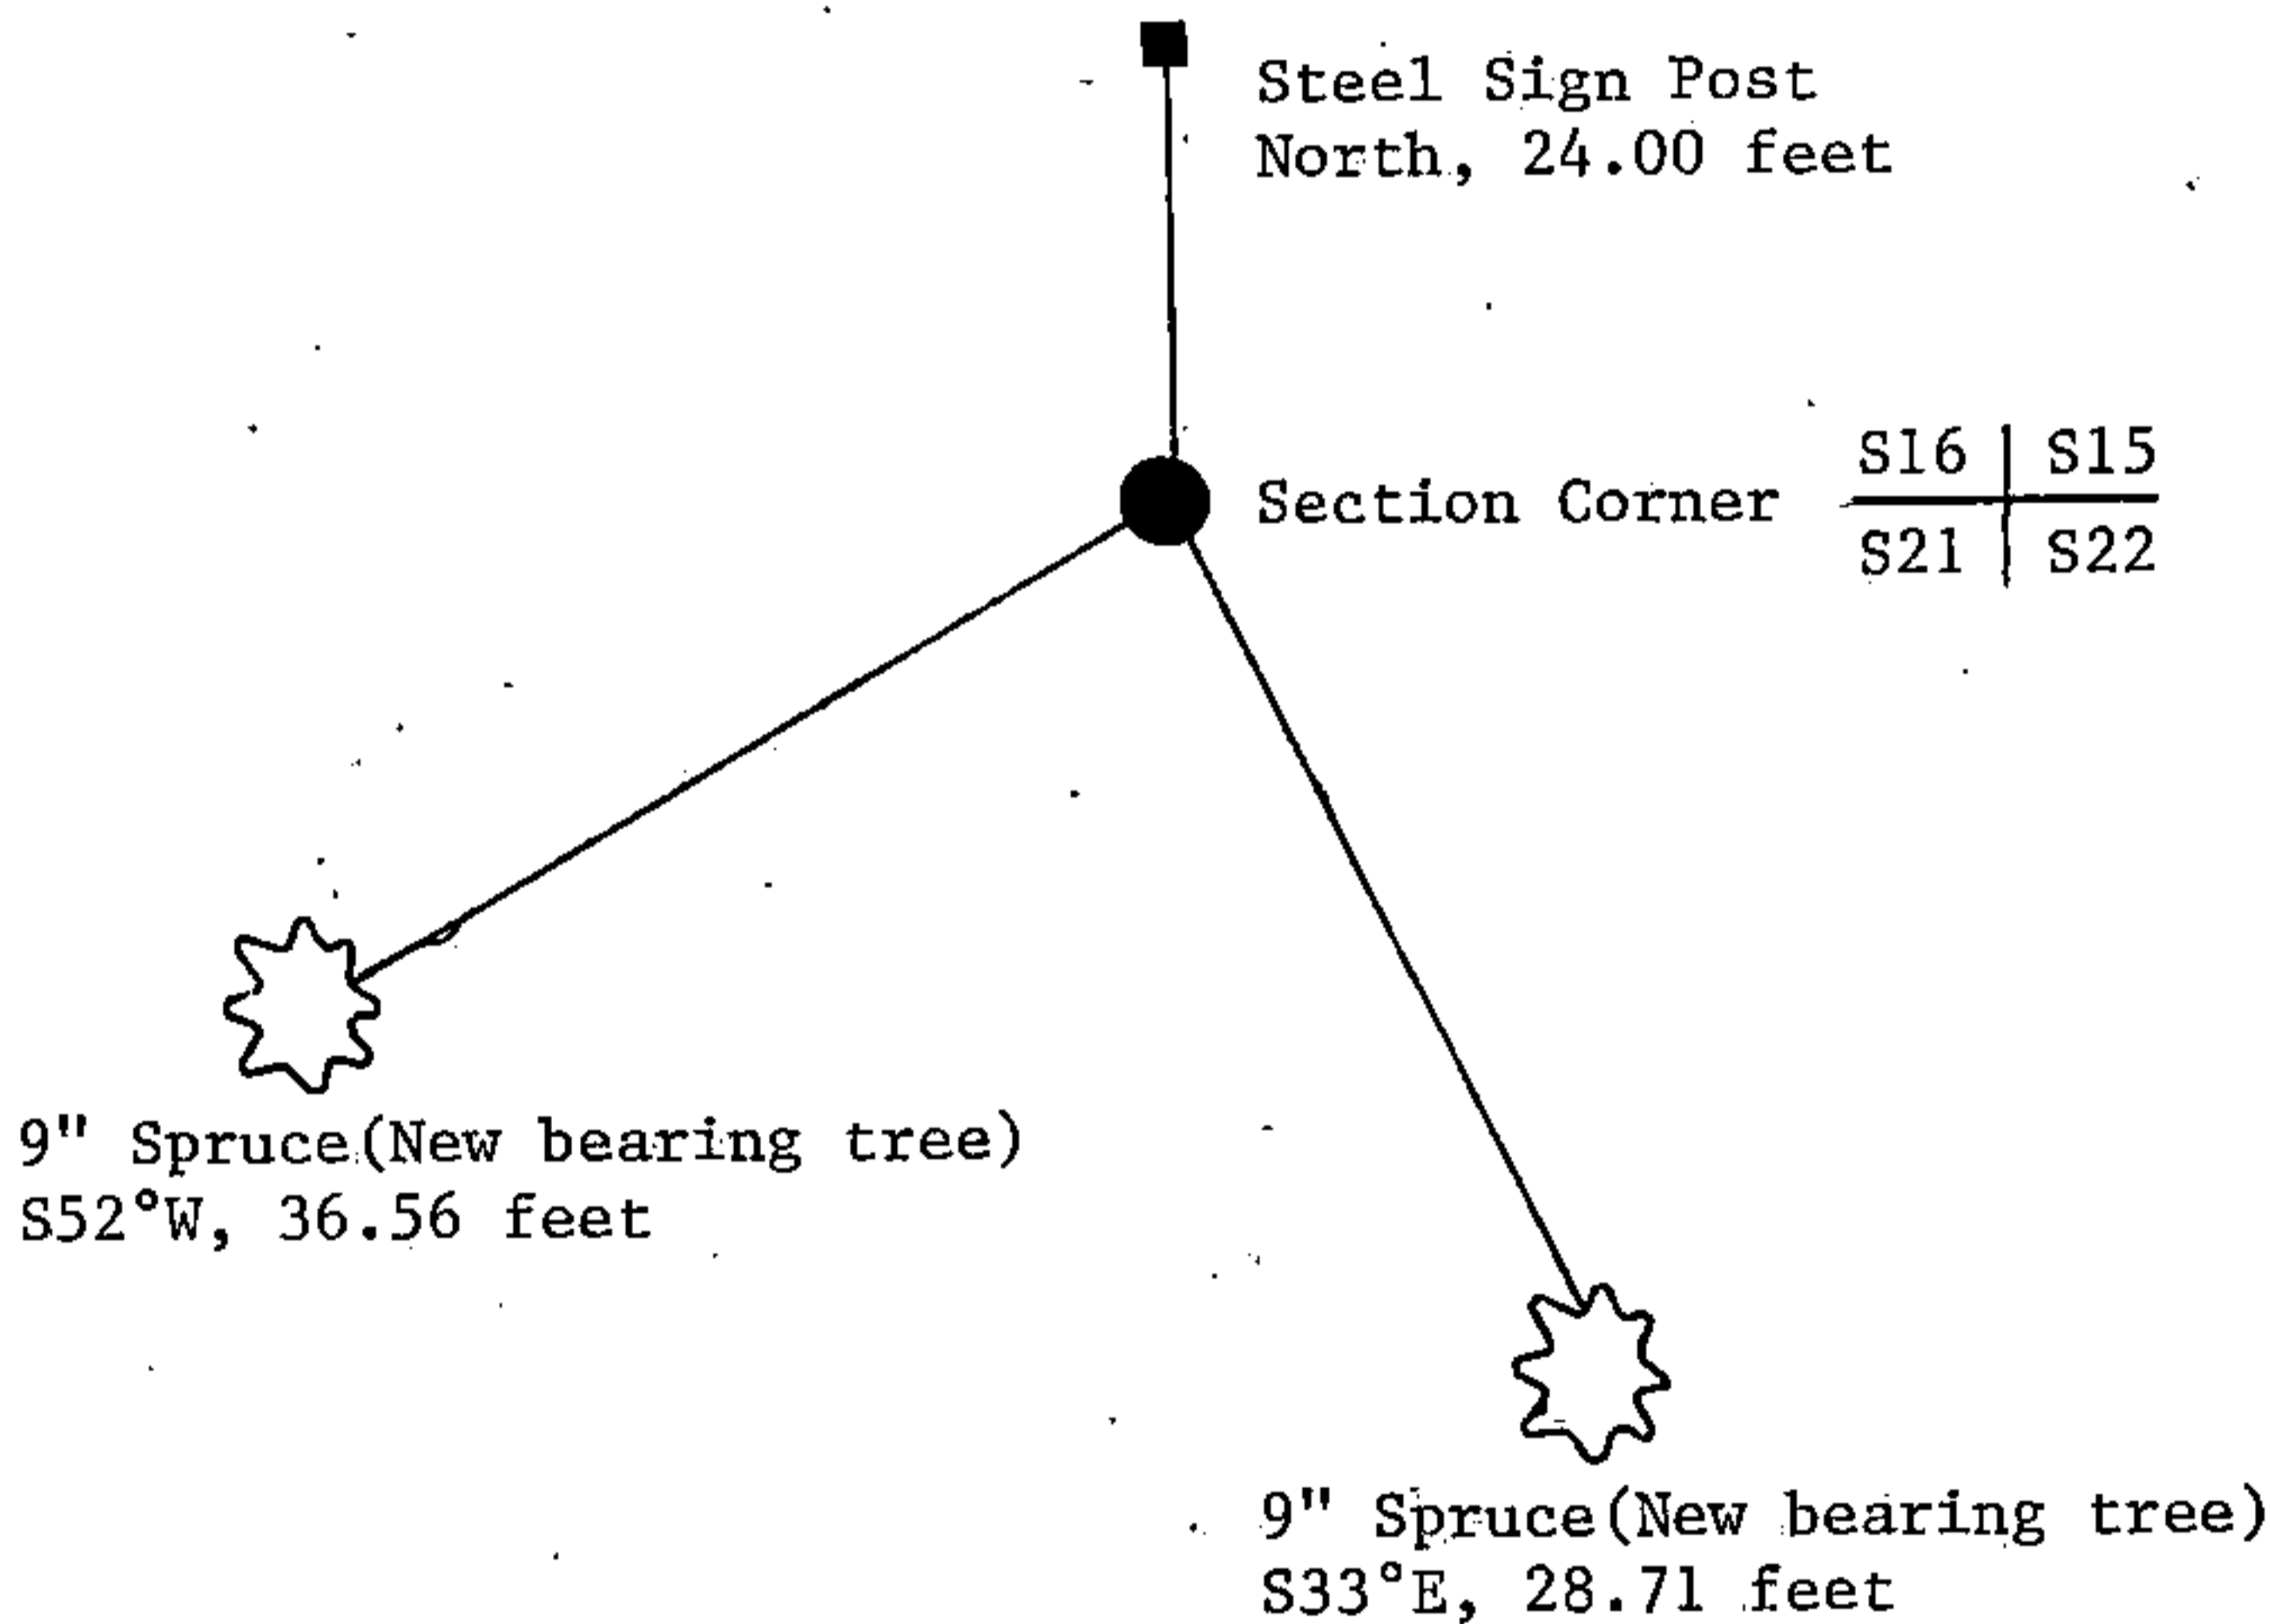 Steel Sign Post
North, 24.00 feet
Section Corner
S16 S15
S21 S22
9" Spruce(New bearing tree)
S52°W, 36.56 feet
9" Spruce(New bearing tree)
S33°E, 28.71 feet